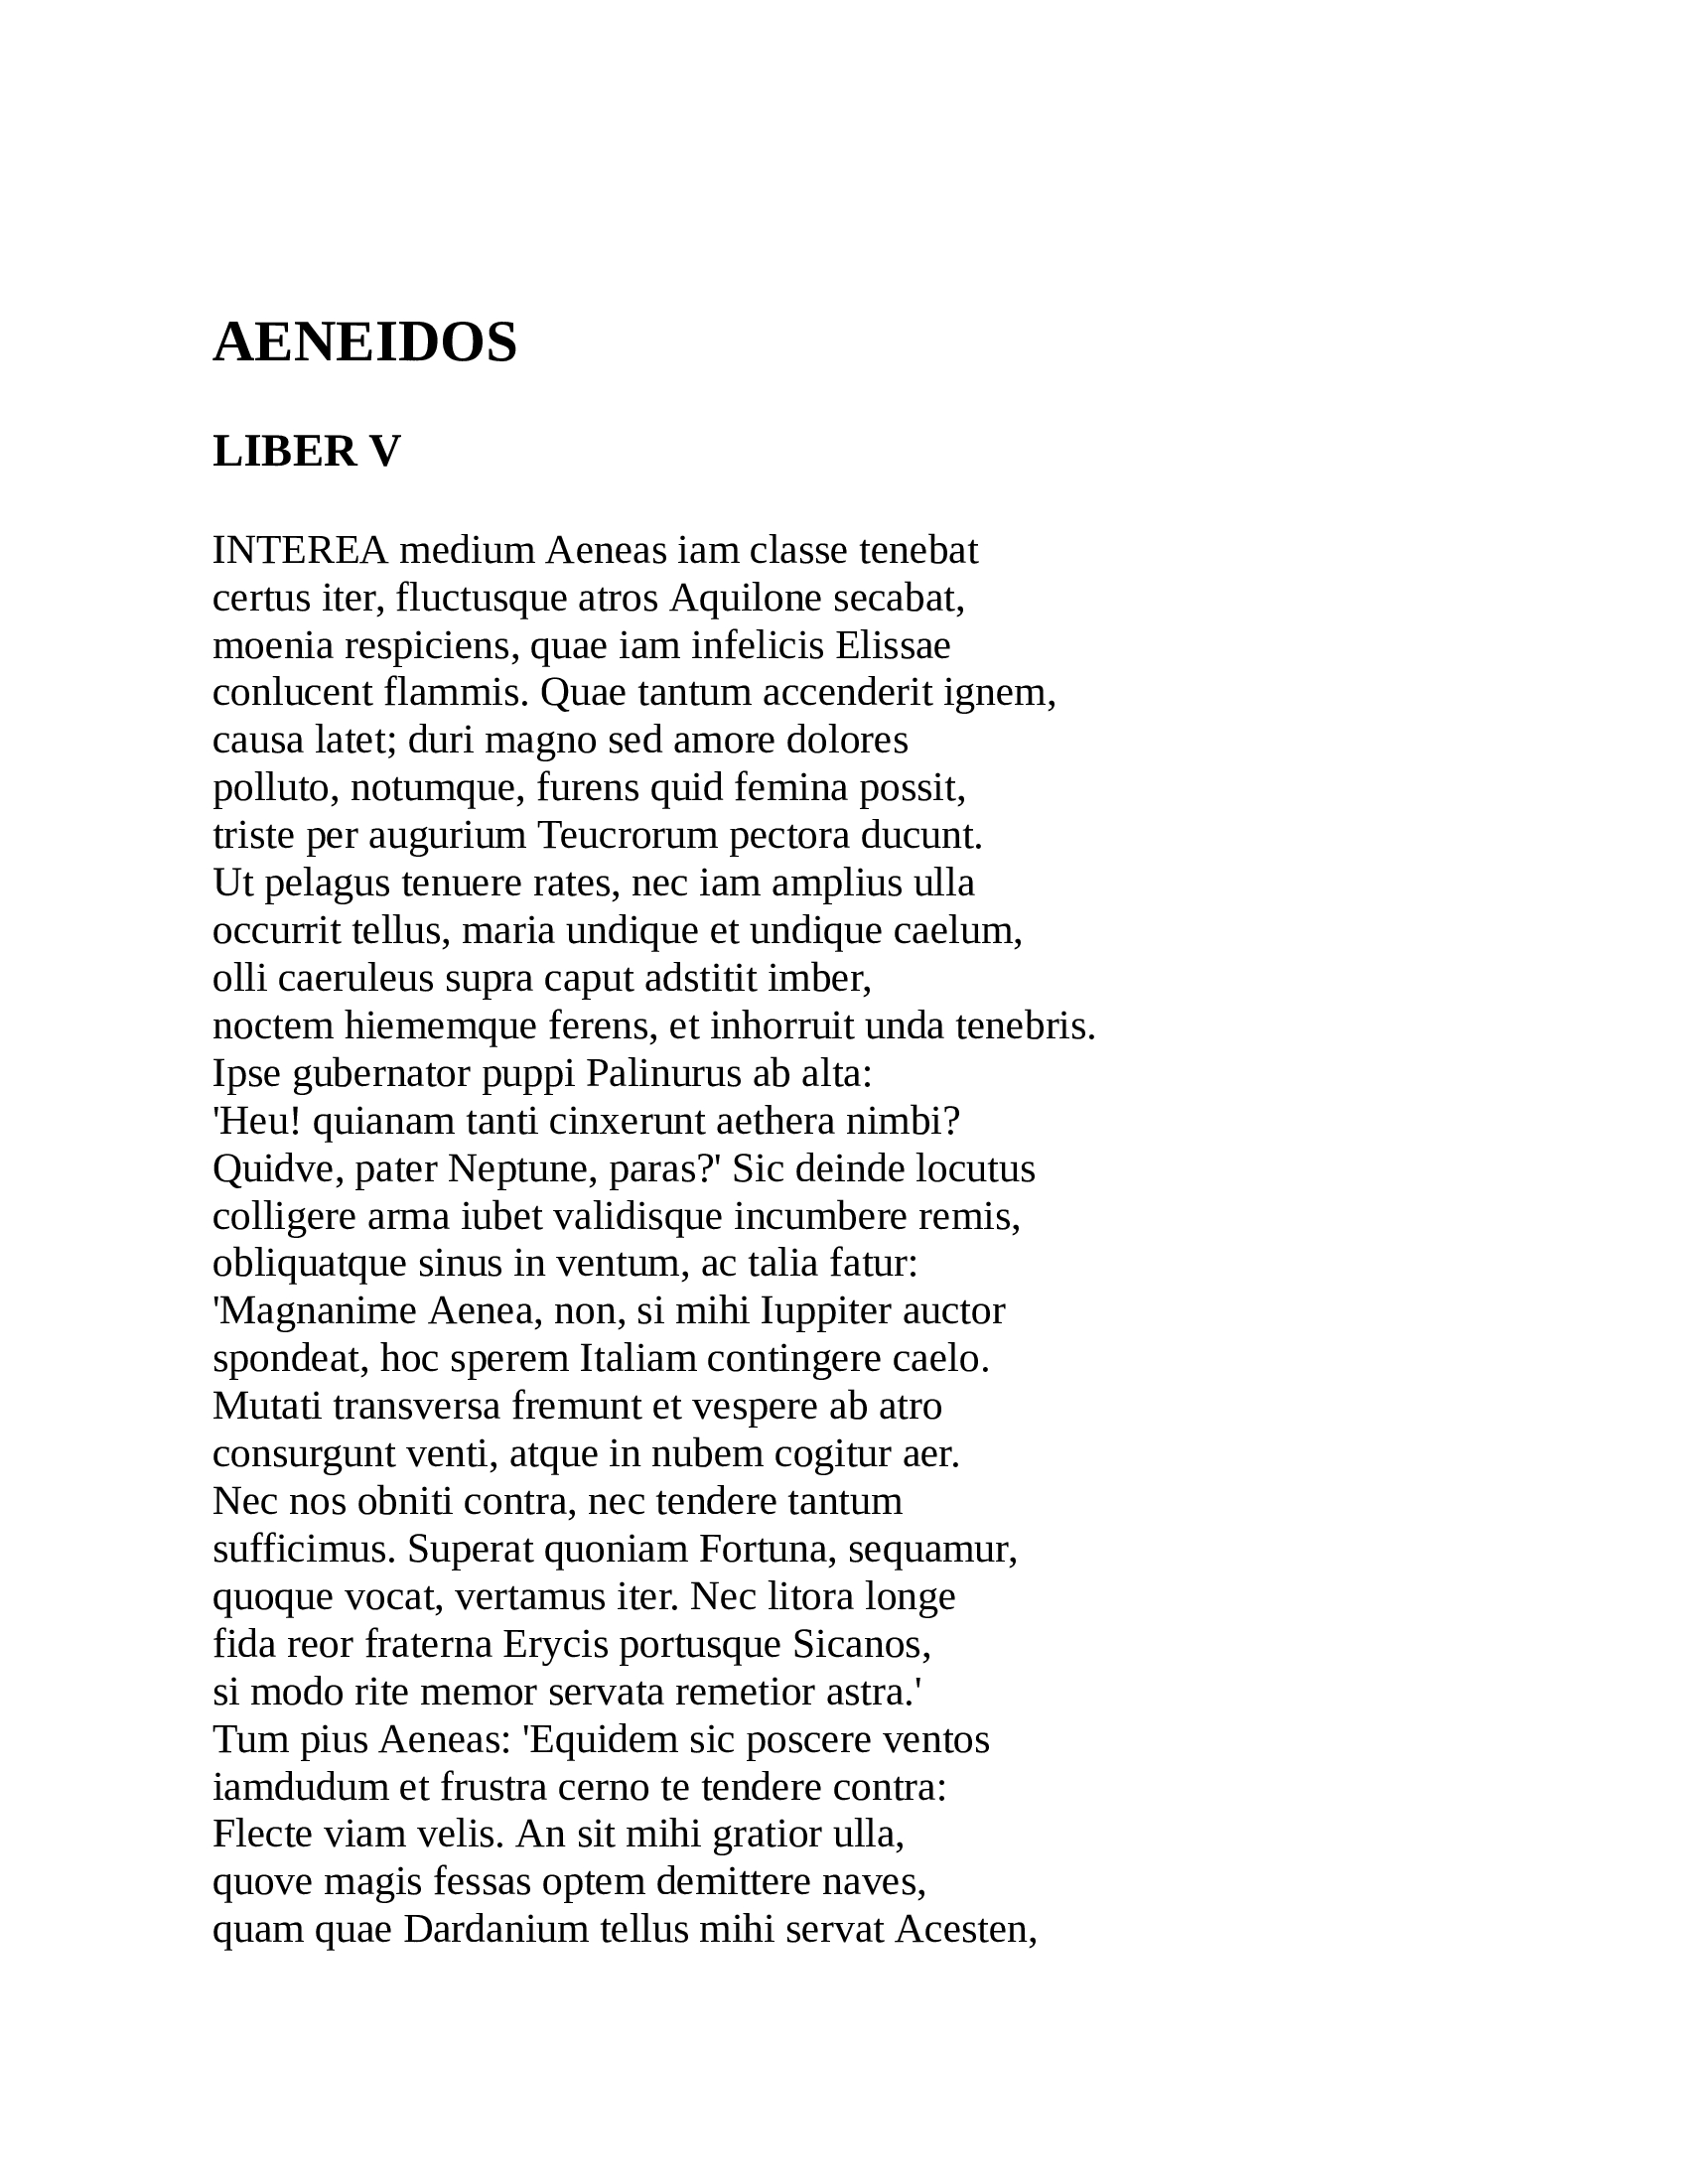 AENEIDOS
LIBER V
INTEREA medium Aeneas iam classe tenebat
certus iter, fluctusque atros Aquilone secabat,
moenia respiciens, quae iam infelicis Elissae
conlucent flammis. Quae tantum accenderit ignem,
causa latet; duri magno sed amore dolores
polluto, notumque, furens quid femina possit,
triste per augurium Teucrorum pectora ducunt.
Ut pelagus tenuere rates, nec iam amplius ulla
occurrit tellus, maria undique et undique caelum,
olli caeruleus supra caput adstitit imber,
noctem hiememque ferens, et inhorruit unda tenebris.
Ipse gubernator puppi Palinurus ab alta:
'Heu! quianam tanti cinxerunt aethera nimbi?
Quidve, pater Neptune, paras?' Sic deinde locutus
colligere arma iubet validisque incumbere remis,
obliquatque sinus in ventum, ac talia fatur:
'Magnanime Aenea, non, si mihi Iuppiter auctor
spondeat, hoc sperem Italiam contingere caelo.
Mutati transversa fremunt et vespere ab atro
consurgunt venti, atque in nubem cogitur aer.
Nec nos obniti contra, nec tendere tantum
sufficimus. Superat quoniam Fortuna, sequamur,
quoque vocat, vertamus iter. Nec litora longe
fida reor fraterna Erycis portusque Sicanos,
si modo rite memor servata remetior astra.'
Tum pius Aeneas: 'Equidem sic poscere ventos
iamdudum et frustra cerno te tendere contra:
Flecte viam velis. An sit mihi gratior ulla,
quove magis fessas optem demittere naves,
quam quae Dardanium tellus mihi servat Acesten,